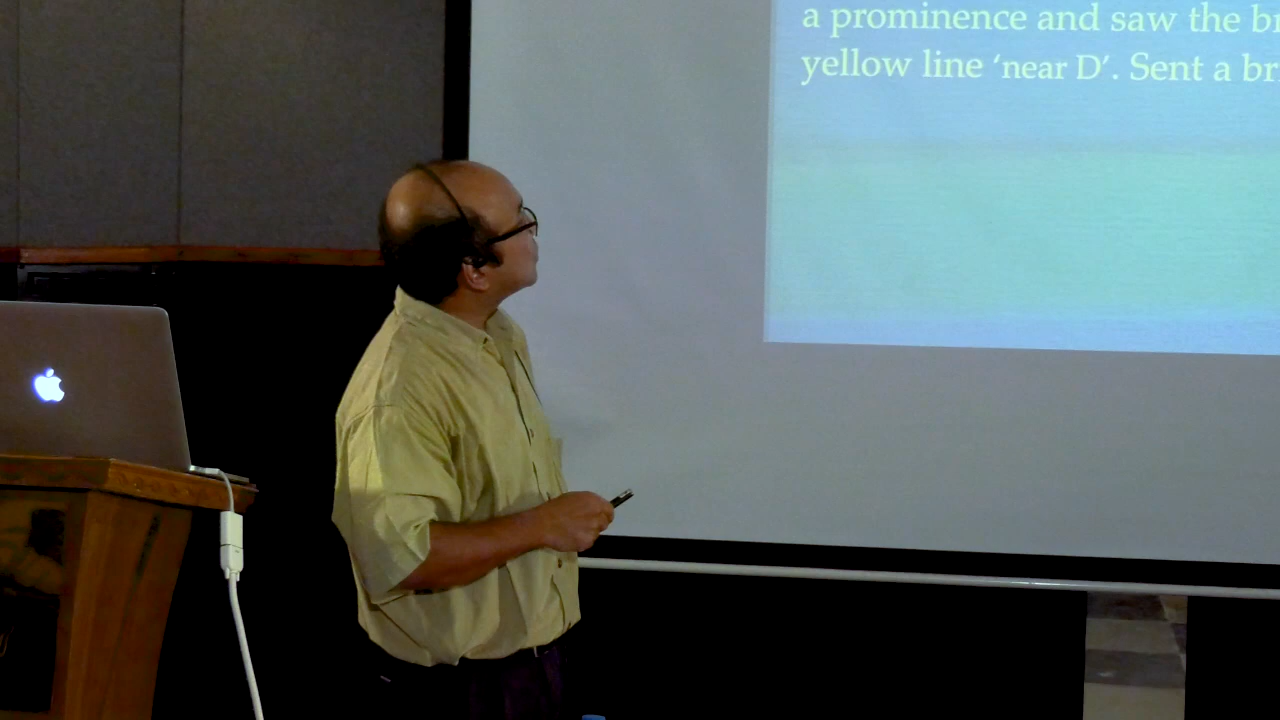 a prominence and saw the
yellow line ‘near D’. Sent a